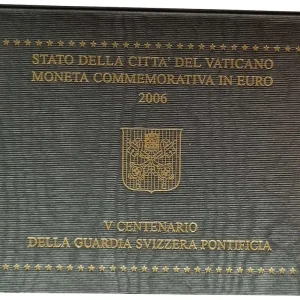 STATO DELLA CITTA' DEL VATICANO
MONETA COMMEMORATIVA IN EURO
2006
V CENTENARIO
DELLA GUARDIA SVIZZERA PONTIFICIA